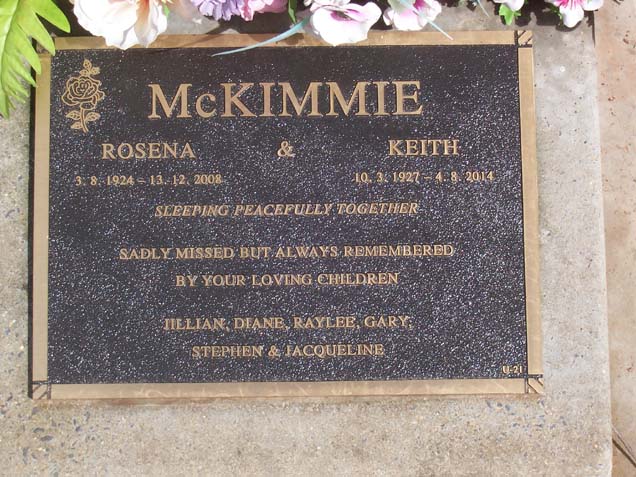 McKIMMIE
ROSENA & KEITH
3. 8. 1924 – 13. 12. 2008 10. 3. 1927 – 4. 8. 2014
SLEEPING PEACEFULLY TOGETHER
SADLY MISSED BUT ALWAYS REMEMBERED
BY YOUR LOVING CHILDREN
JILLIAN, DIANE, RAYLEE, GARY,
STEPHEN & JACQUELINE
U-21